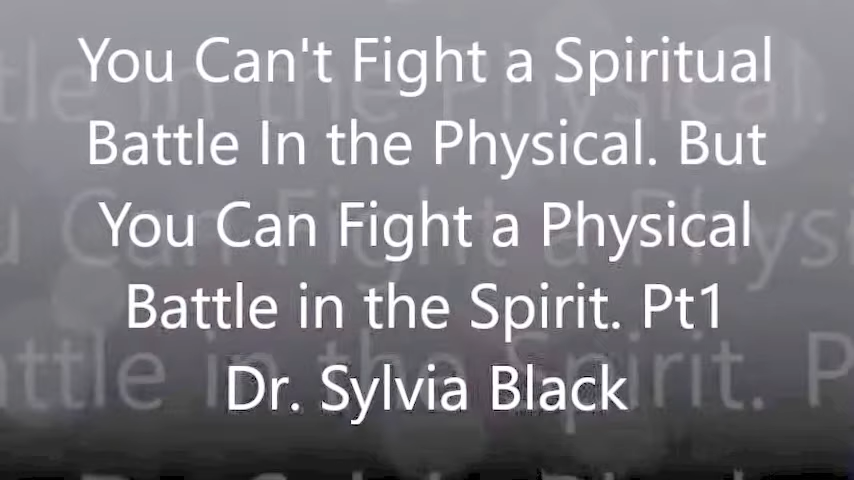 You Can't Fight a Spiritual
Battle In the Physical. But
You Can Fight a Physical
Battle in the Spirit. Pt1
Dr. Sylvia Black